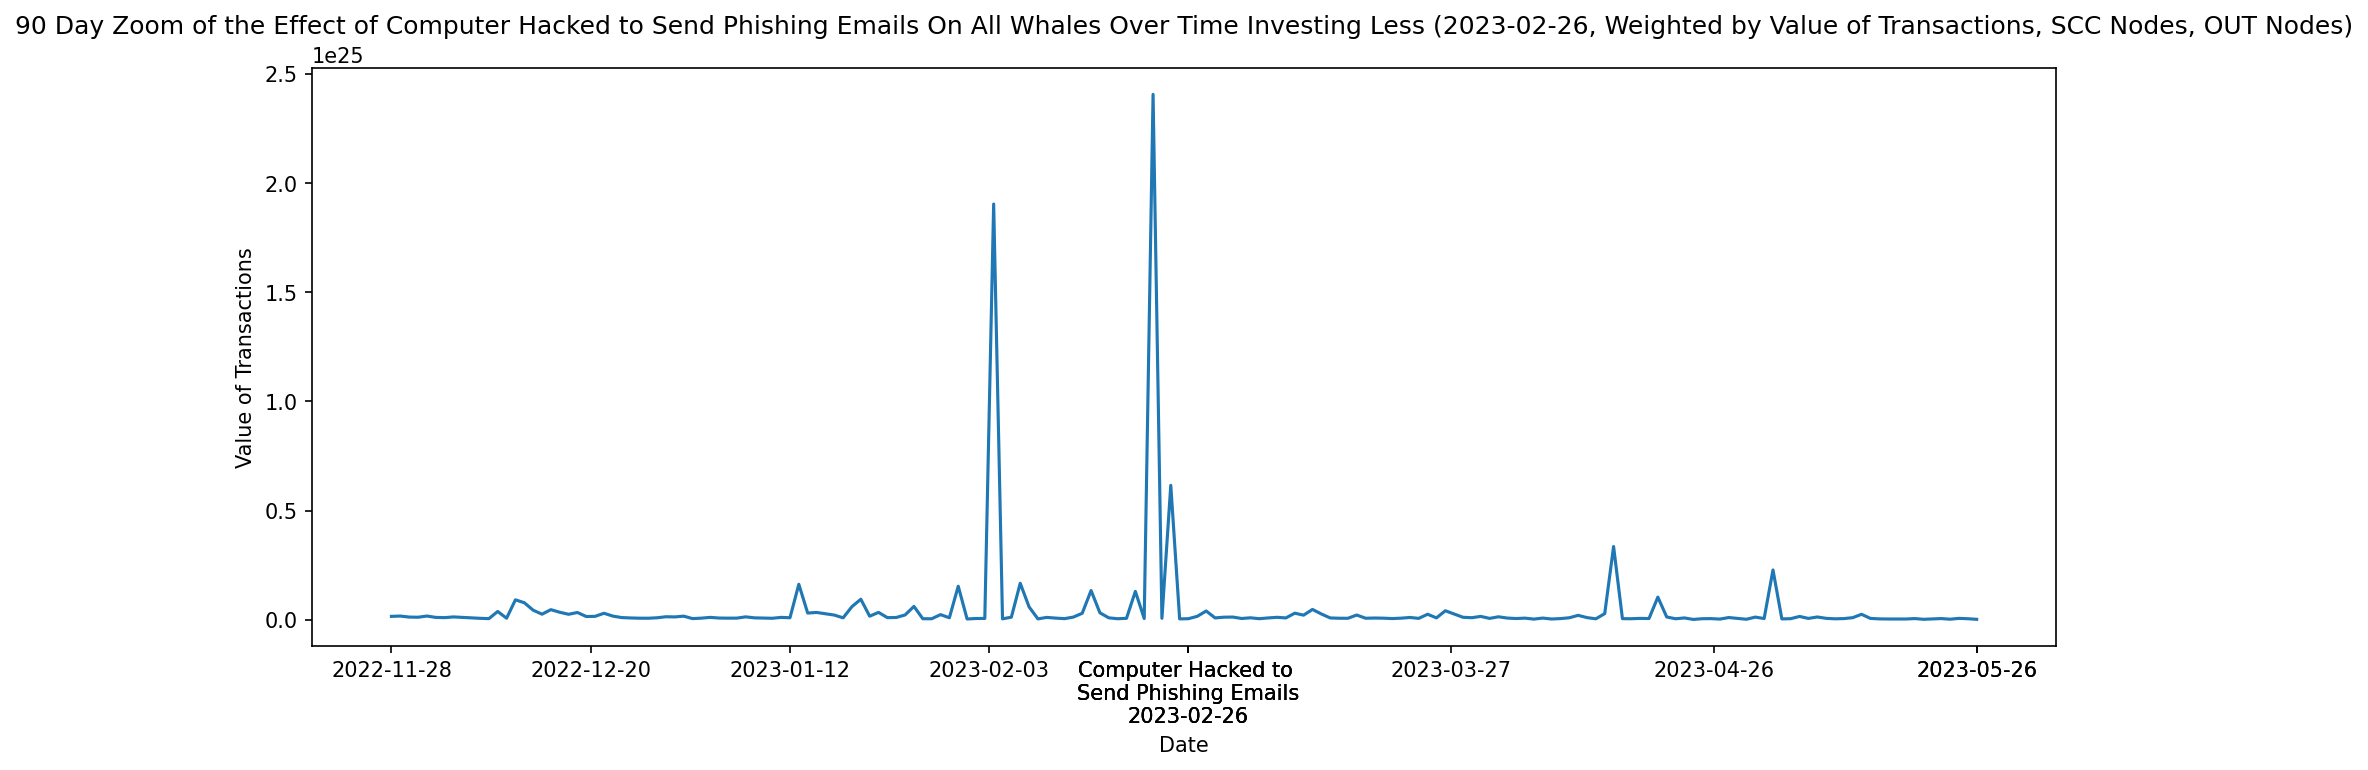 90 Day Zoom of the Effect of Computer Hacked to Send Phishing Emails On All Whales Over Time Investing Less (2023-02-26, Weighted by Value of Transactions, SCC Nodes, OUT Nodes)
1e25
2.5
2.0
1.5
1.0
0.5
0.0
Value of Transactions
2022-11-28 2022-12-20 2023-01-12 2023-02-03 Computer Hacked to 2023-03-27 2023-04-26 2023-05-26
Send Phishing Emails
2023-02-26
Date